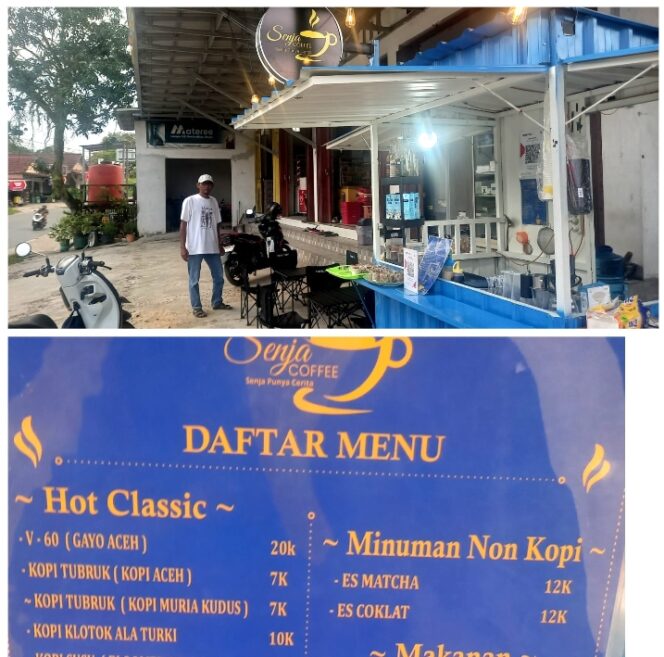 Senja
COFFEE
Materea
Senja
COFFEE
Senja Punya Cerita
DAFTAR MENU
~ Hot Classic ~
- V - 60 ( GAYO ACEH ) 20k
- KOPI TUBRUK ( KOPI ACEH ) 7K
~ KOPI TUBRUK ( KOPI MURIA KUDUS ) 7K
- KOPI KLOTOK ALA TURKI 10K
~ Minuman Non Kopi ~
- ES MATCHA 12K
- ES COKLAT 12K
~ Makanan ~